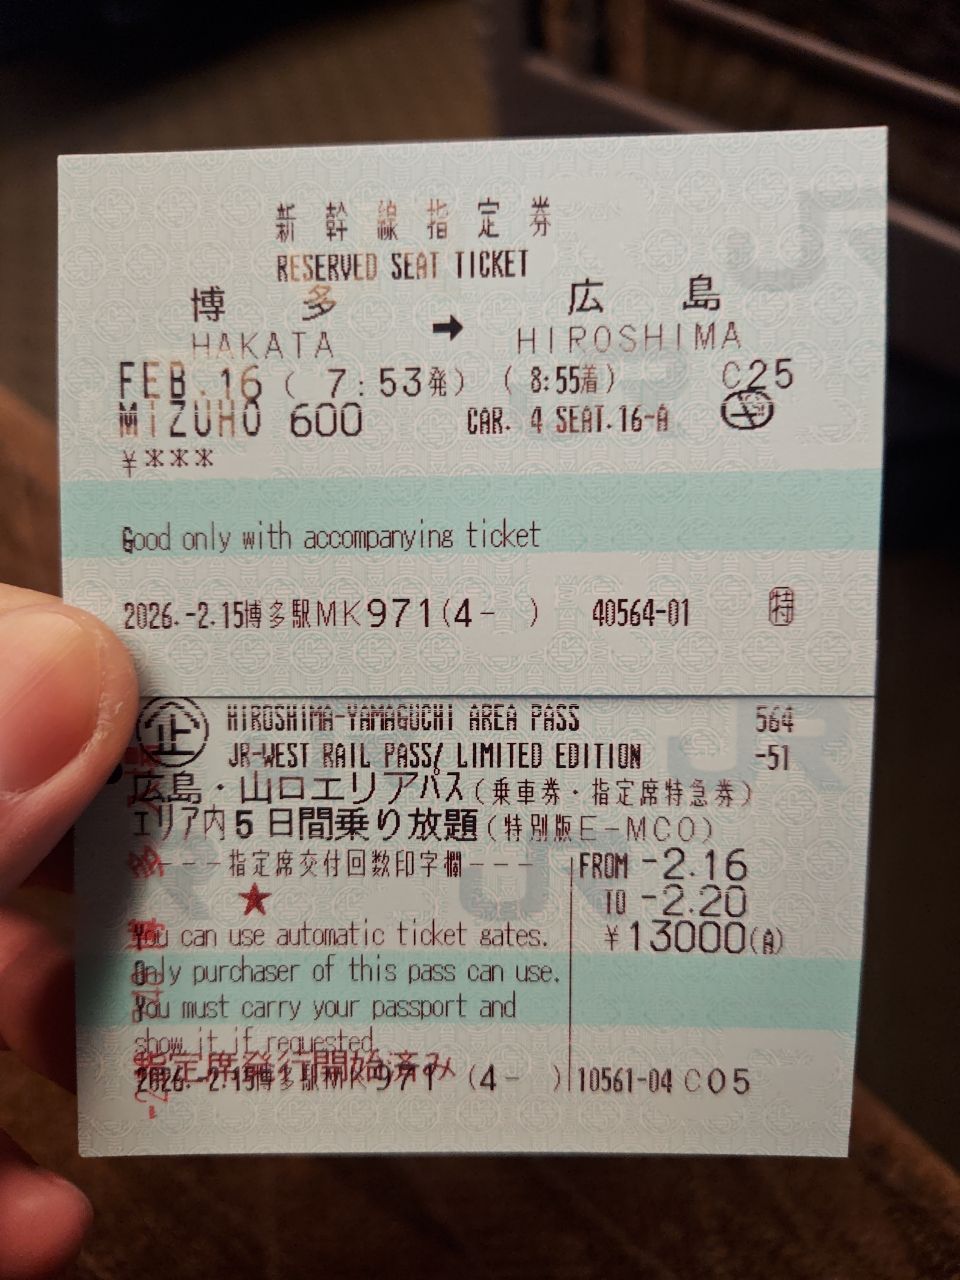 新幹線指定券
RESERVED SEAT TICKET
博多 → 広島
HAKATA HIROSHIMA
FEB.16 ( 7:53発) ( 8:55着) C25
MIZUHO 600 CAR. 4 SEAT.16-A
¥***
Good only with accompanying ticket
2026.-2.15博多駅MK971(4- ) 40564-01 特
企 HIROSHIMA-YAMAGUCHI AREA PASS 564
JR-WEST RAIL PASS/ LIMITED EDITION -51
広島・山口エリアパス(乗車券・指定席特急券)
エリア内5日間乗り放題(特別版E-MCO)
---指定席交付回数印字欄--- FROM -2.16
★ TO -2.20
You can use automatic ticket gates. ¥13000(A)
Only purchaser of this pass can use.
You must carry your passport and
show it if requested.
指定席発行開始済み
2026.-2.15博多駅MK971 (4- ) 10561-04 C05